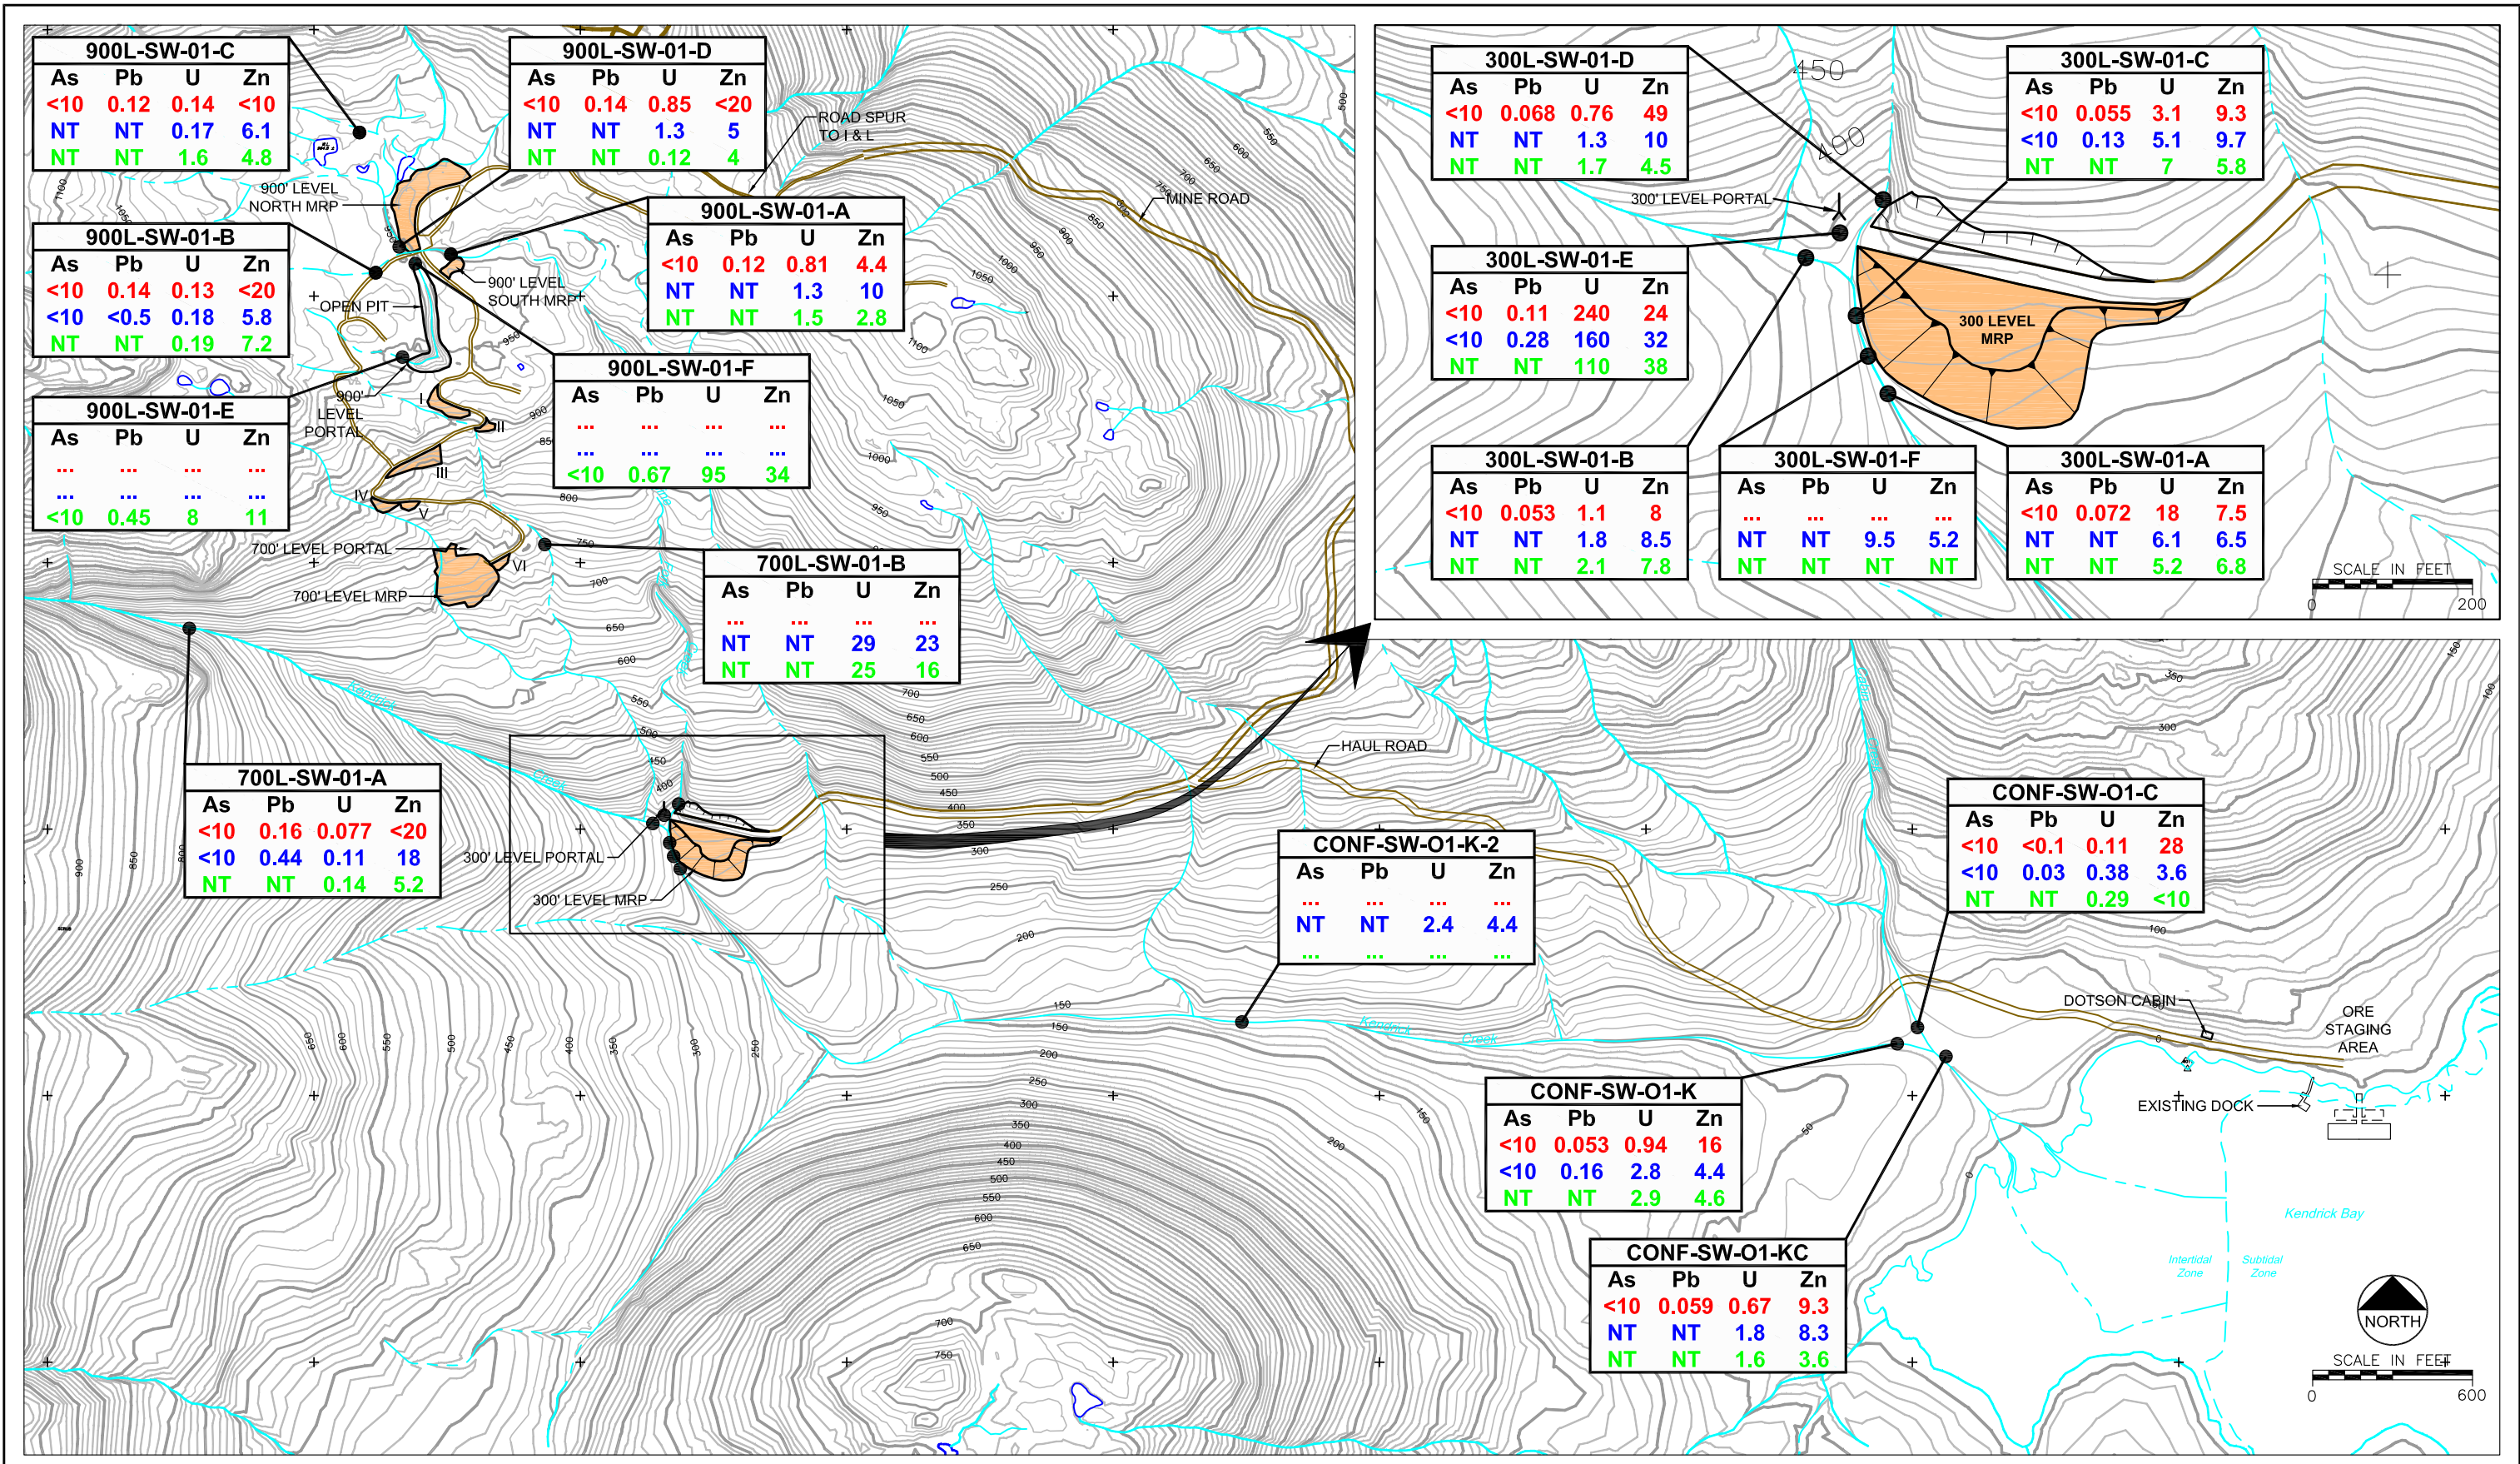 900L-SW-01-C
As Pb U Zn
<10 0.12 0.14 <10
NT NT 0.17 6.1
NT NT 1.6 4.8
900L-SW-01-D
As Pb U Zn
<10 0.14 0.85 <20
NT NT 1.3 5
NT NT 0.12 4
ROAD SPUR
TO I & L
900' LEVEL
NORTH MRP
MINE ROAD
900L-SW-01-B
As Pb U Zn
<10 0.14 0.13 <20
<10 <0.5 0.18 5.8
NT NT 0.19 7.2
900L-SW-01-A
As Pb U Zn
<10 0.12 0.81 4.4
NT NT 1.3 10
NT NT 1.5 2.8
900' LEVEL
SOUTH MRP
OPEN PIT
900L-SW-01-F
As Pb U Zn
... ... ... ...
... ... ... ...
<10 0.67 95 34
900'
LEVEL
PORTAL
900L-SW-01-E
As Pb U Zn
... ... ... ...
... ... ... ...
<10 0.45 8 11
I
II
III
IV
V
VI
700' LEVEL PORTAL
700' LEVEL MRP
700L-SW-01-B
As Pb U Zn
... ... ... ...
NT NT 29 23
NT NT 25 16
700L-SW-01-A
As Pb U Zn
<10 0.16 0.077 <20
<10 0.44 0.11 18
NT NT 0.14 5.2
Kendrick
Creek
300' LEVEL PORTAL
300' LEVEL MRP
HAUL ROAD
300L-SW-01-D
As Pb U Zn
<10 0.068 0.76 49
NT NT 1.3 10
NT NT 1.7 4.5
450
400
300L-SW-01-C
As Pb U Zn
<10 0.055 3.1 9.3
<10 0.13 5.1 9.7
NT NT 7 5.8
300' LEVEL PORTAL
300L-SW-01-E
As Pb U Zn
<10 0.11 240 24
<10 0.28 160 32
NT NT 110 38
300 LEVEL
MRP
300L-SW-01-B
As Pb U Zn
<10 0.053 1.1 8
NT NT 1.8 8.5
NT NT 2.1 7.8
300L-SW-01-F
As Pb U Zn
... ... ... ...
NT NT 9.5 5.2
NT NT NT NT
300L-SW-01-A
As Pb U Zn
<10 0.072 18 7.5
NT NT 6.1 6.5
NT NT 5.2 6.8
SCALE IN FEET
0 200
CONF-SW-O1-K-2
As Pb U Zn
... ... ... ...
NT NT 2.4 4.4
... ... ... ...
CONF-SW-O1-C
As Pb U Zn
<10 <0.1 0.11 28
<10 0.03 0.38 3.6
NT NT 0.29 <10
Kendrick
Creek
DOTSON CABIN
ORE
STAGING
AREA
EXISTING DOCK
CONF-SW-O1-K
As Pb U Zn
<10 0.053 0.94 16
<10 0.16 2.8 4.4
NT NT 2.9 4.6
CONF-SW-O1-KC
As Pb U Zn
<10 0.059 0.67 9.3
NT NT 1.8 8.3
NT NT 1.6 3.6
Kendrick Bay
Intertidal
Zone
Subtidal
Zone
NORTH
SCALE IN FEET
0 600